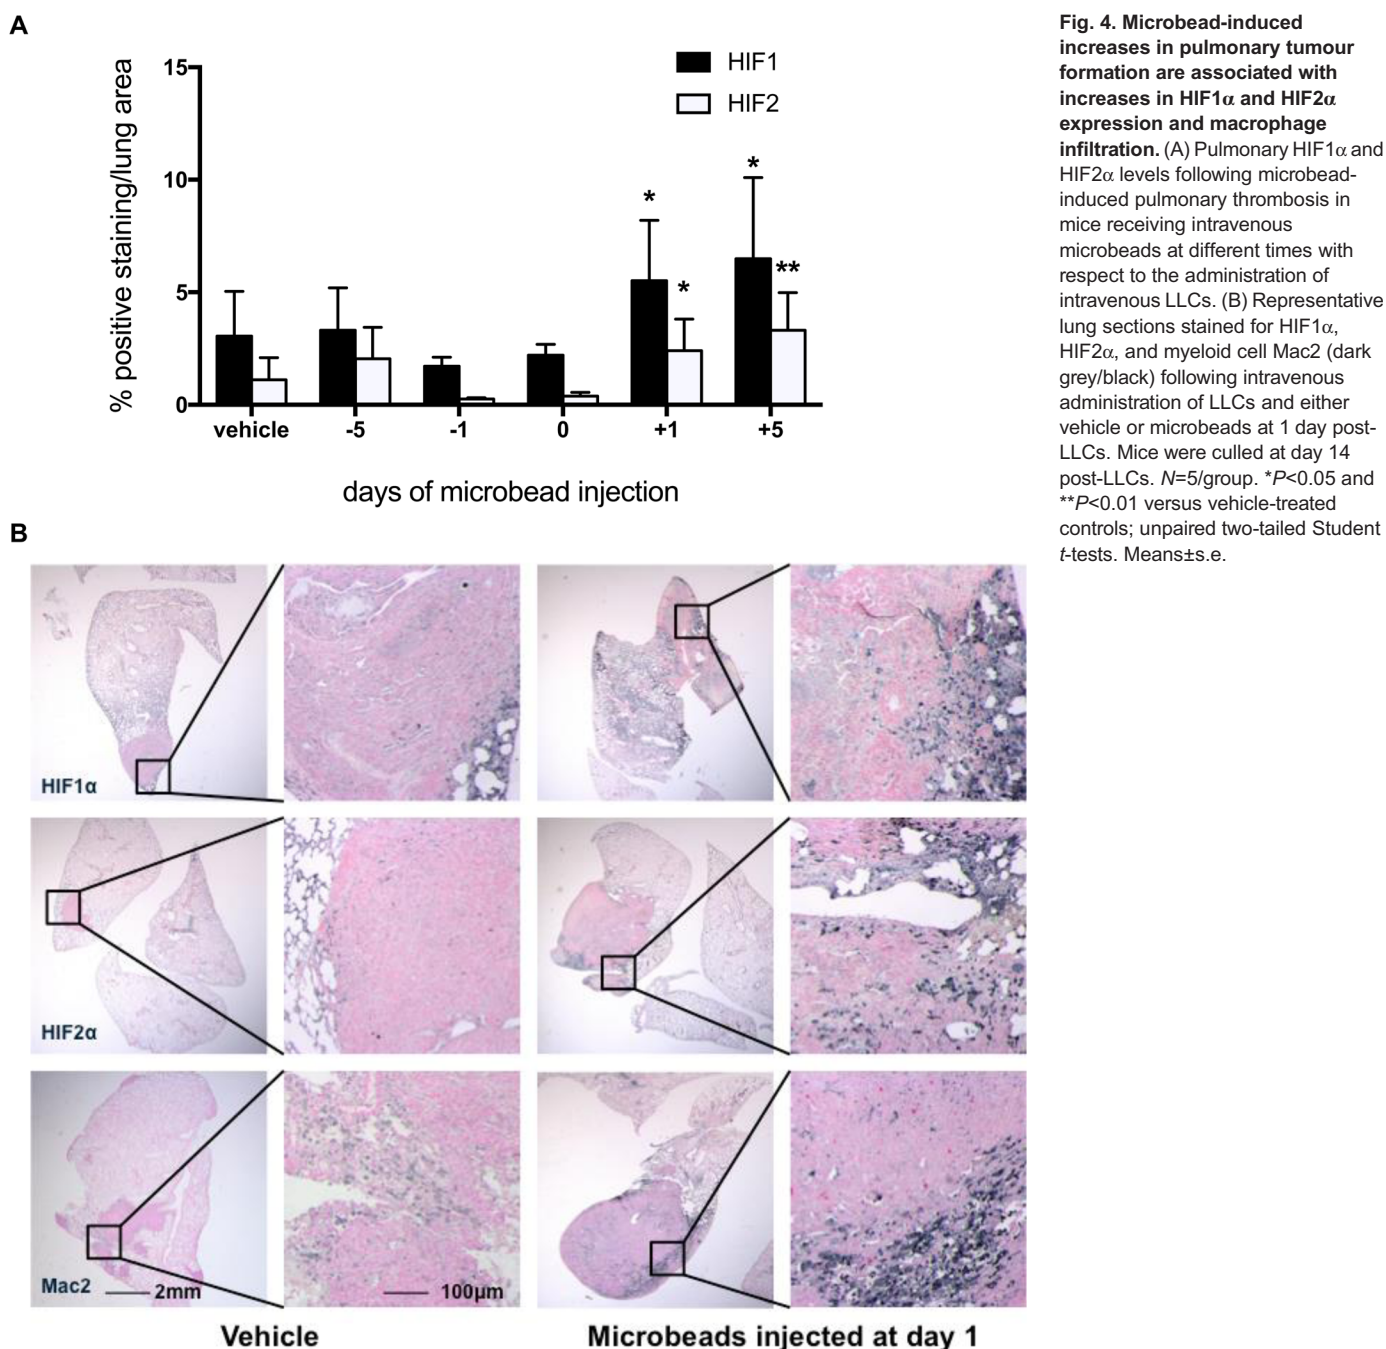 A
% positive staining/lung area
15
10
5
0
HIF1
HIF2
*
*
*
**
vehicle
-5
-1
0
+1
+5
days of microbead injection
Fig. 4. Microbead-induced
increases in pulmonary tumour
formation are associated with
increases in HIF1α and HIF2α
expression and macrophage
infiltration. (A) Pulmonary HIF1α and
HIF2α levels following microbead-
induced pulmonary thrombosis in
mice receiving intravenous
microbeads at different times with
respect to the administration of
intravenous LLCs. (B) Representative
lung sections stained for HIF1α,
HIF2α, and myeloid cell Mac2 (dark
grey/black) following intravenous
administration of LLCs and either
vehicle or microbeads at 1 day post-
LLCs. Mice were culled at day 14
post-LLCs. N=5/group. *P<0.05 and
**P<0.01 versus vehicle-treated
controls; unpaired two-tailed Student
t-tests. Means±s.e.
B
HIF1α
HIF2α
Mac2
2mm
100μm
Vehicle
Microbeads injected at day 1